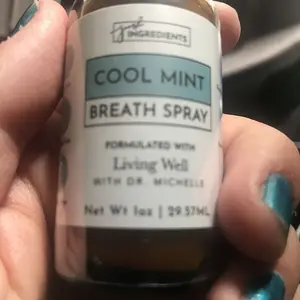 just
INGREDIENTS
COOL MINT
BREATH SPRAY
FORMULATED WITH
Living Well
WITH DR. MICHELLE
Net Wt 1oz | 29.57ML